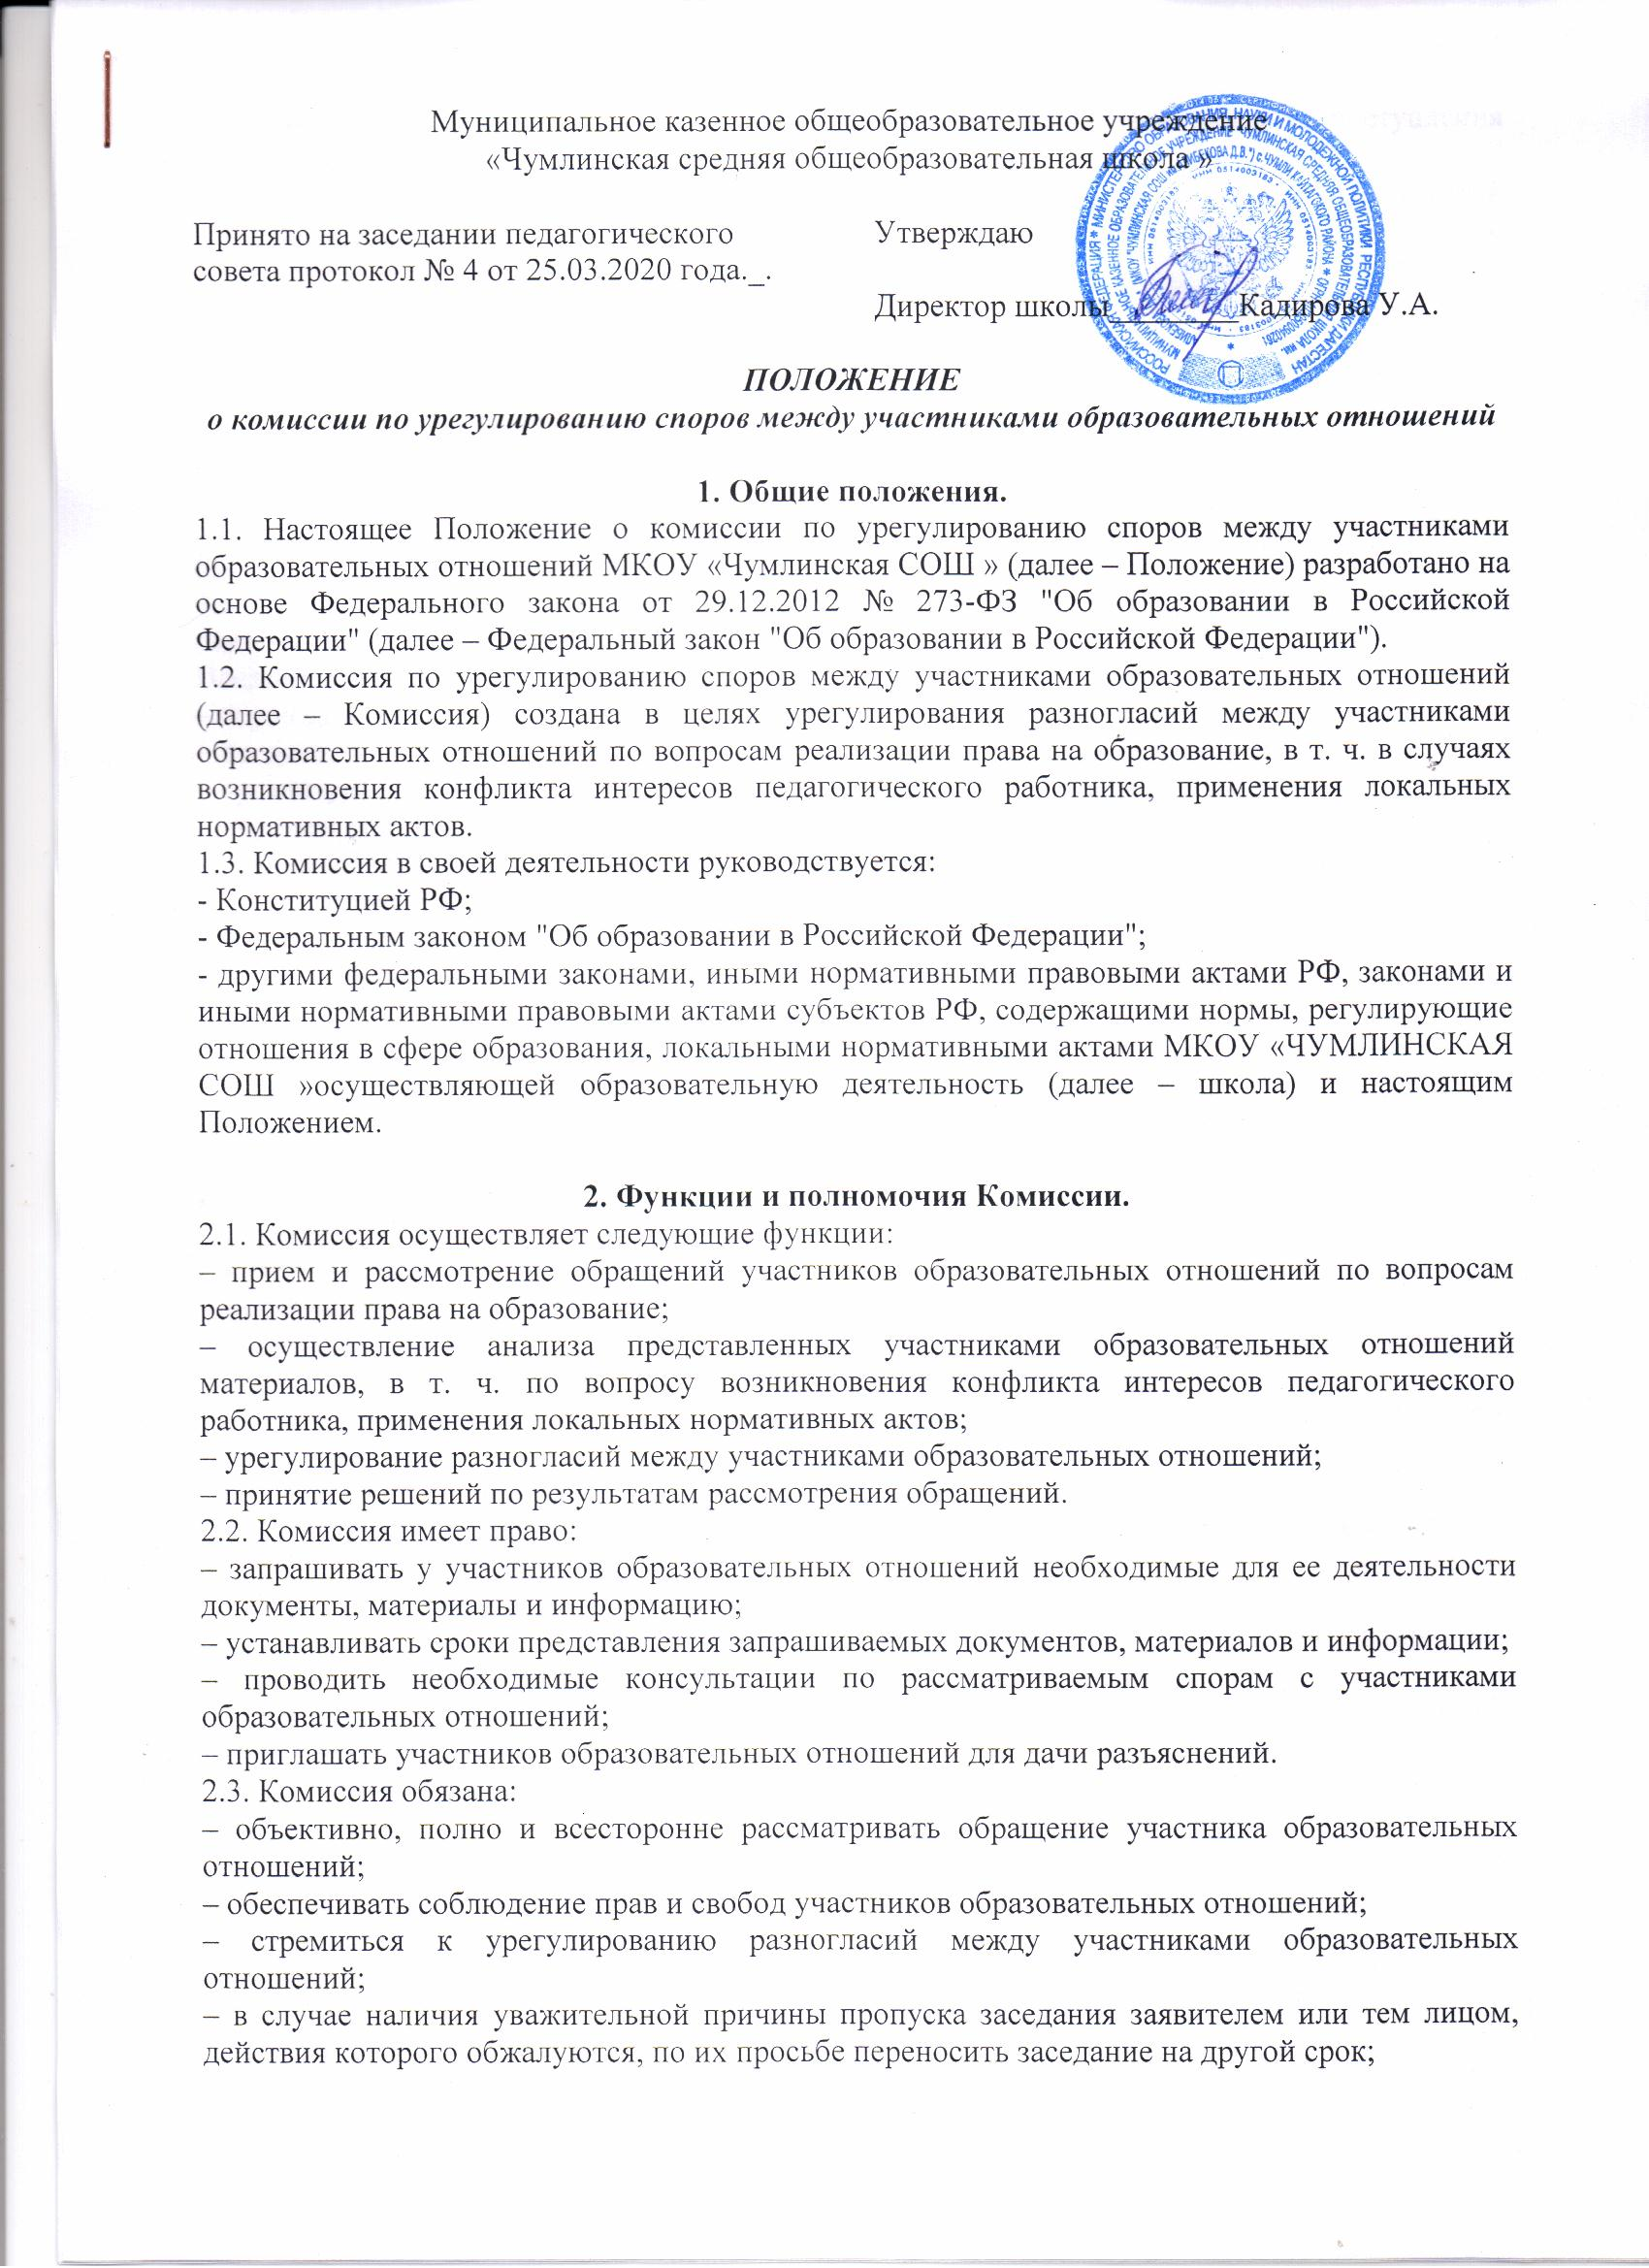 Муниципальное казенное общеобразовательное учреждение
«Чумлинская средняя общеобразовательная школа »
Принято на заседании педагогического
совета протокол № 4 от 25.03.2020 года._.
Утверждаю
Директор школы________Кадирова У.А.
РОССИЙСКАЯ ФЕДЕРАЦИЯ * МИНИСТЕРСТВО ОБРАЗОВАНИЯ, НАУКИ И МОЛОДЕЖНОЙ ПОЛИТИКИ РЕСПУБЛИКИ ДАГЕСТАН
ИНН 0514003183
ПОЛОЖЕНИЕ
о комиссии по урегулированию споров между участниками образовательных отношений
1. Общие положения.
1.1. Настоящее Положение о комиссии по урегулированию споров между участниками
образовательных отношений МКОУ «Чумлинская СОШ » (далее – Положение) разработано на
основе Федерального закона от 29.12.2012 № 273-ФЗ "Об образовании в Российской
Федерации" (далее – Федеральный закон "Об образовании в Российской Федерации").
1.2. Комиссия по урегулированию споров между участниками образовательных отношений
(далее – Комиссия) создана в целях урегулирования разногласий между участниками
образовательных отношений по вопросам реализации права на образование, в т. ч. в случаях
возникновения конфликта интересов педагогического работника, применения локальных
нормативных актов.
1.3. Комиссия в своей деятельности руководствуется:
- Конституцией РФ;
- Федеральным законом "Об образовании в Российской Федерации";
- другими федеральными законами, иными нормативными правовыми актами РФ, законами и
иными нормативными правовыми актами субъектов РФ, содержащими нормы, регулирующие
отношения в сфере образования, локальными нормативными актами МКОУ «ЧУМЛИНСКАЯ
СОШ »осуществляющей образовательную деятельность (далее – школа) и настоящим
Положением.
2. Функции и полномочия Комиссии.
2.1. Комиссия осуществляет следующие функции:
– прием и рассмотрение обращений участников образовательных отношений по вопросам
реализации права на образование;
– осуществление анализа представленных участниками образовательных отношений
материалов, в т. ч. по вопросу возникновения конфликта интересов педагогического
работника, применения локальных нормативных актов;
– урегулирование разногласий между участниками образовательных отношений;
– принятие решений по результатам рассмотрения обращений.
2.2. Комиссия имеет право:
– запрашивать у участников образовательных отношений необходимые для ее деятельности
документы, материалы и информацию;
– устанавливать сроки представления запрашиваемых документов, материалов и информации;
– проводить необходимые консультации по рассматриваемым спорам с участниками
образовательных отношений;
– приглашать участников образовательных отношений для дачи разъяснений.
2.3. Комиссия обязана:
– объективно, полно и всесторонне рассматривать обращение участника образовательных
отношений;
– обеспечивать соблюдение прав и свобод участников образовательных отношений;
– стремиться к урегулированию разногласий между участниками образовательных
отношений;
– в случае наличия уважительной причины пропуска заседания заявителем или тем лицом,
действия которого обжалуются, по их просьбе переносить заседание на другой срок;